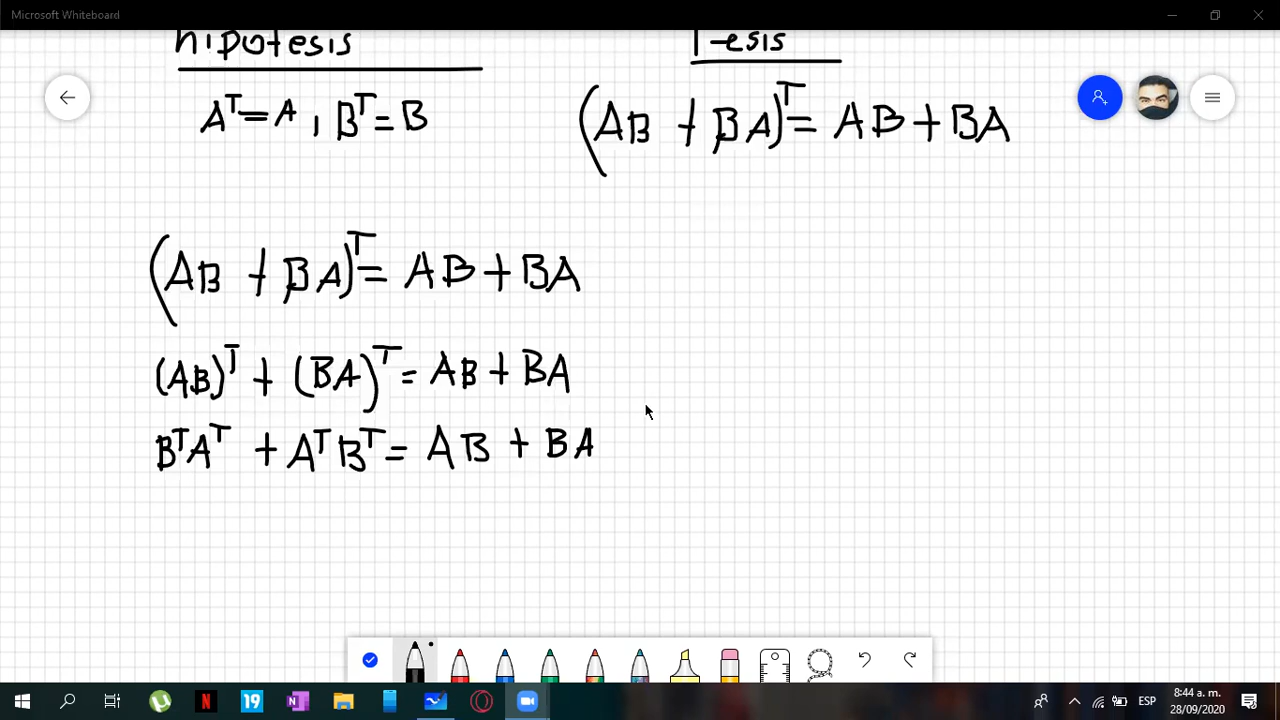 Microsoft Whiteboard
hipotesis
Tesis
Aᵀ=A , Bᵀ=B
(AB + BA)ᵀ= AB+BA
(AB + BA)ᵀ= AB+BA
(AB)ᵀ + (BA)ᵀ = AB+BA
BᵀAᵀ + AᵀBᵀ = AB + BA
N
19
N
ESP
8:44 a. m.
28/09/2020